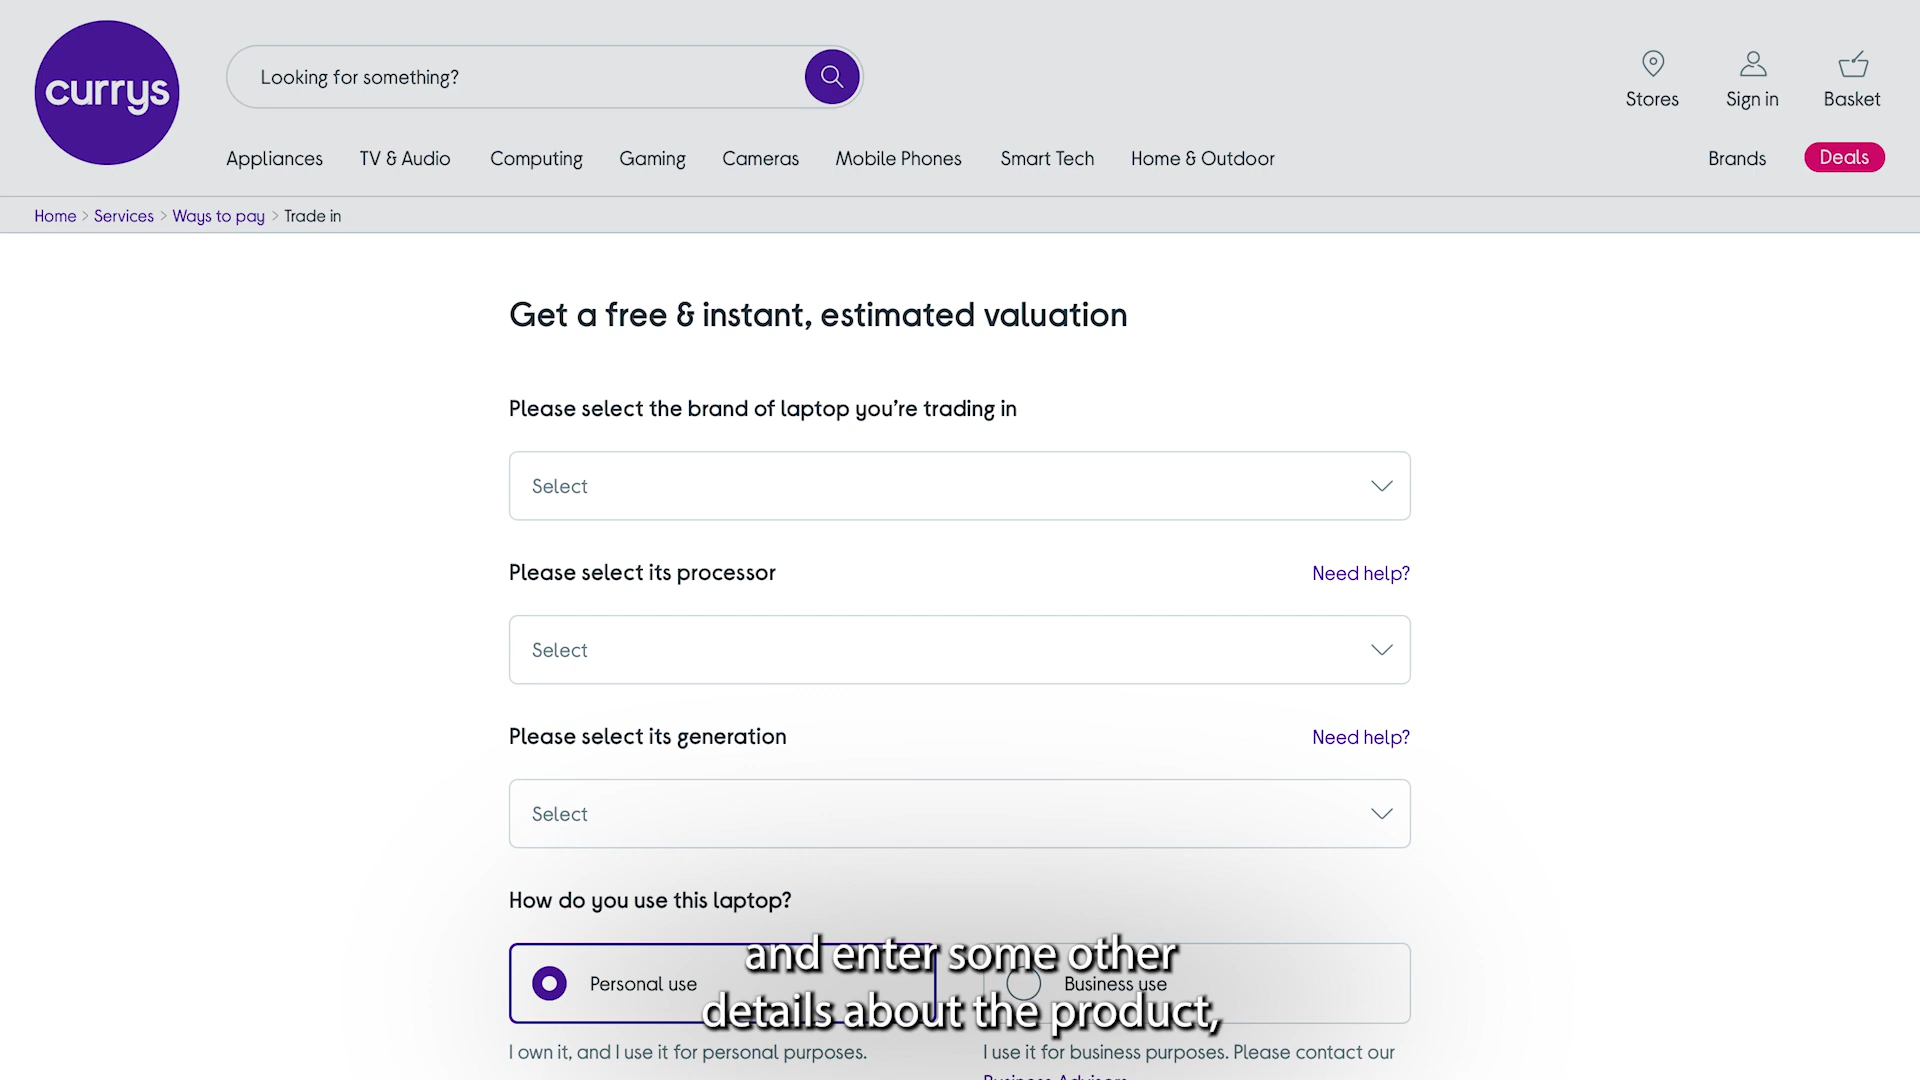 currys
Looking for something?
Stores
Sign in
Basket
Appliances
TV & Audio
Computing
Gaming
Cameras
Mobile Phones
Smart Tech
Home & Outdoor
Brands
Deals
Home > Services > Ways to pay > Trade in
Get a free & instant, estimated valuation
Please select the brand of laptop you’re trading in
Select
Please select its processor
Need help?
Select
Please select its generation
Need help?
Select
How do you use this laptop?
Personal use
Business use
and enter some other
details about the product,
I own it, and I use it for personal purposes.
I use it for business purposes. Please contact our
Business Advisors